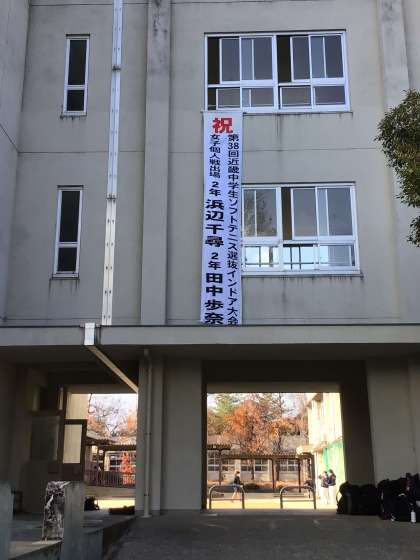 祝
第38回近畿中学生ソフトテニス選抜インドア大会
女子個人戦出場 2年 浜辺千尋 2年 田中歩奈